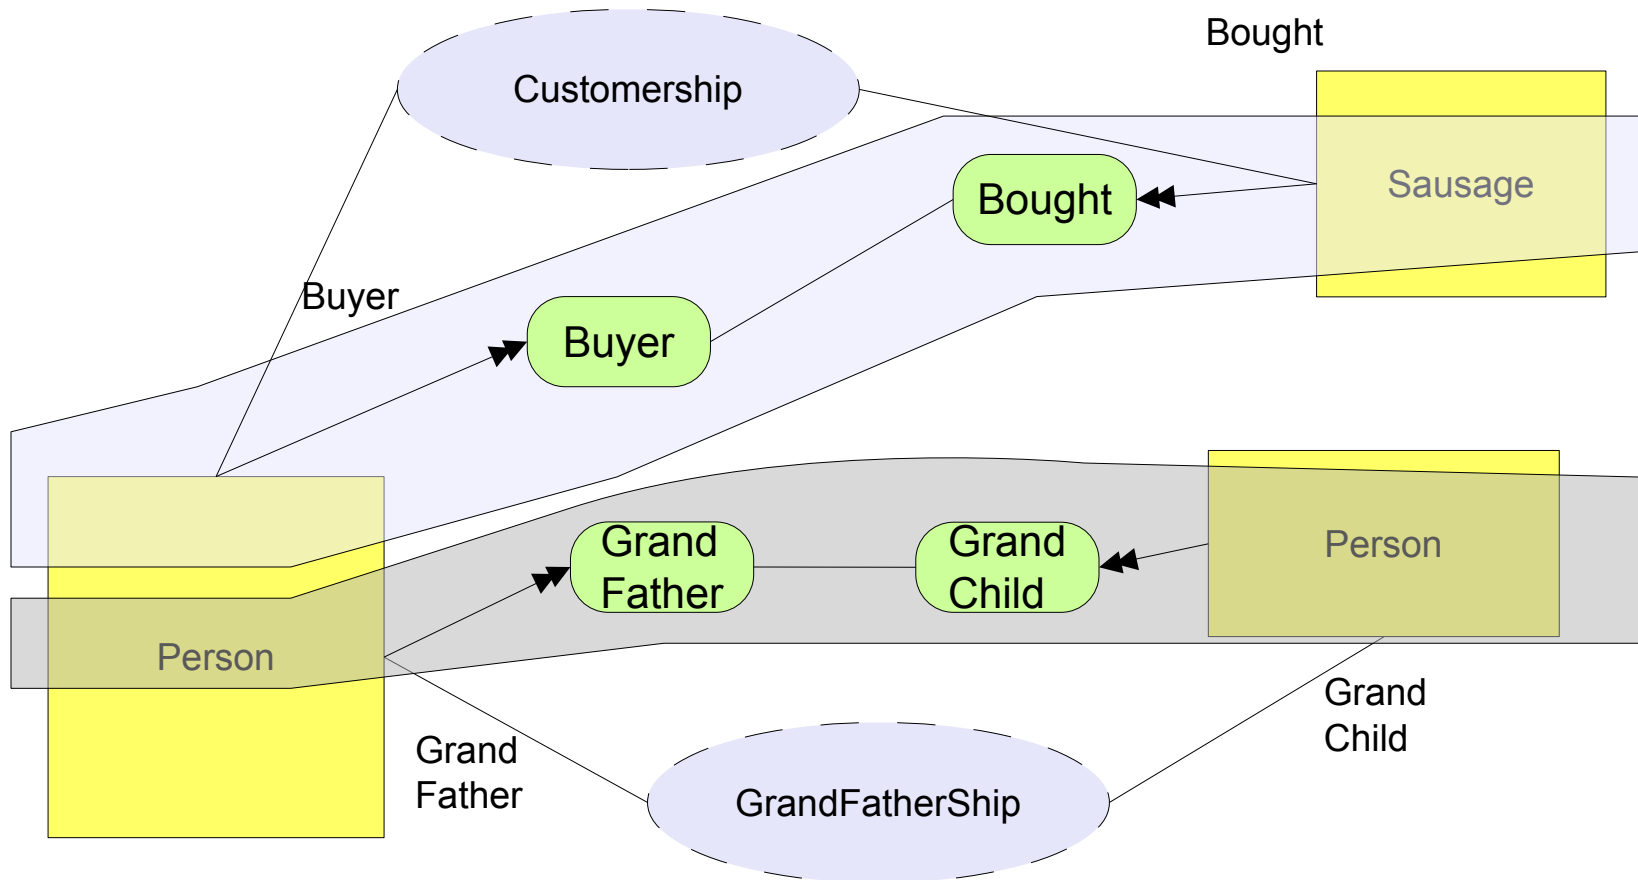 Bought
Customership
Sausage
Bought
Buyer
Buyer
Grand
Father
Grand
Child
Person
Person
Grand
Child
Grand
Father
GrandFatherShip